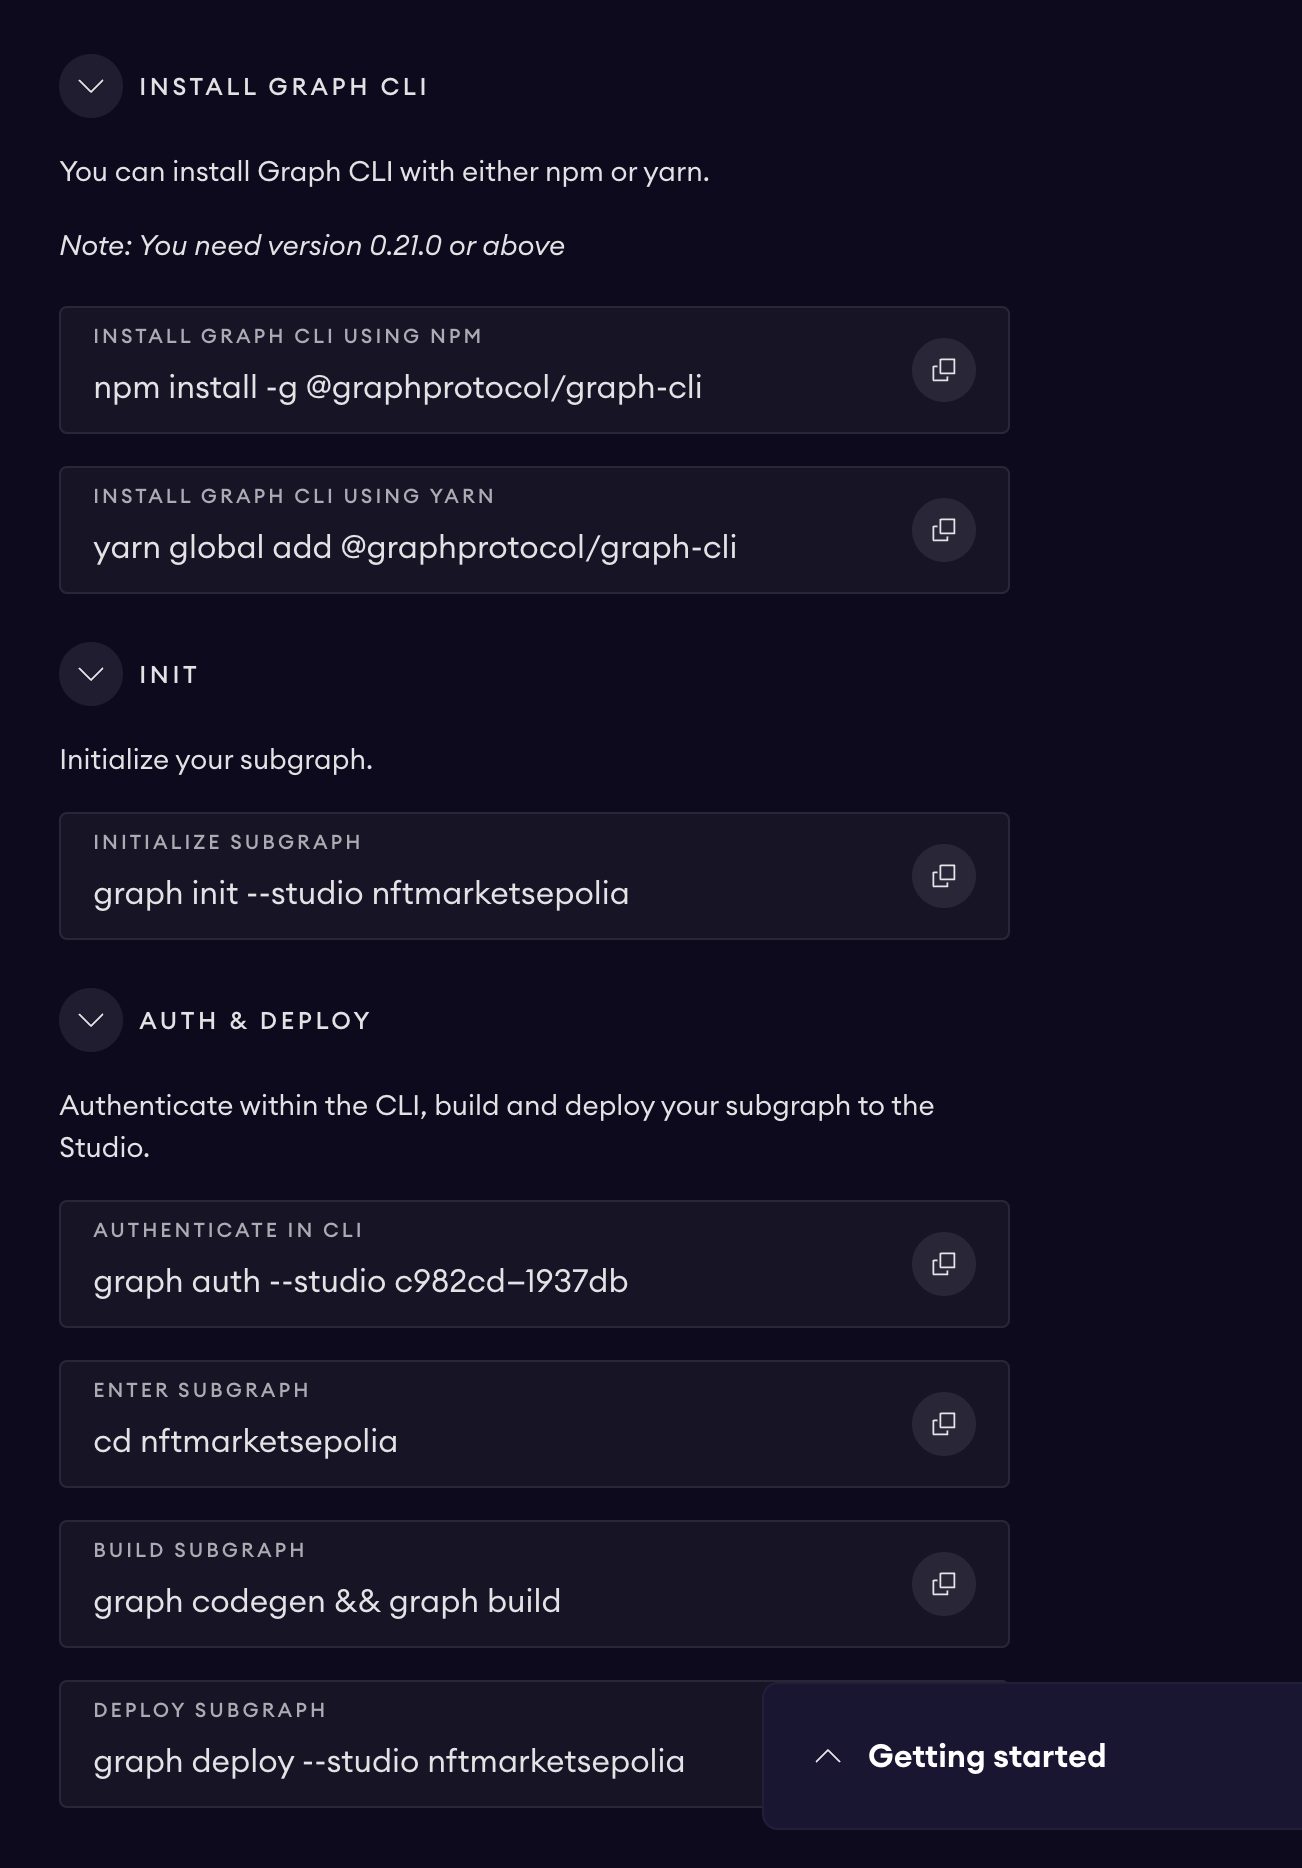 INSTALL GRAPH CLI
You can install Graph CLI with either npm or yarn.
Note: You need version 0.21.0 or above
INSTALL GRAPH CLI USING NPM
npm install -g @graphprotocol/graph-cli
INSTALL GRAPH CLI USING YARN
yarn global add @graphprotocol/graph-cli
INIT
Initialize your subgraph.
INITIALIZE SUBGRAPH
graph init --studio nftmarketsepolia
AUTH & DEPLOY
Authenticate within the CLI, build and deploy your subgraph to the
Studio.
AUTHENTICATE IN CLI
graph auth --studio c982cd—1937db
ENTER SUBGRAPH
cd nftmarketsepolia
BUILD SUBGRAPH
graph codegen && graph build
DEPLOY SUBGRAPH
graph deploy --studio nftmarketsepolia
Getting started